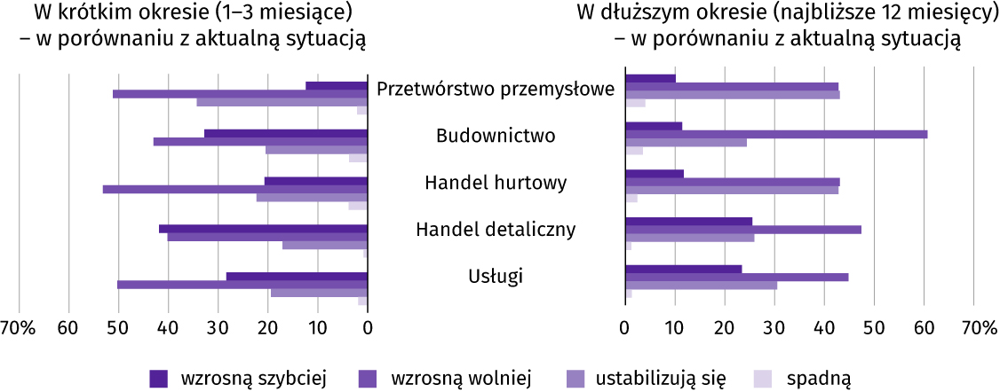 W krótkim okresie (1–3 miesiące)
– w porównaniu z aktualną sytuacją
W dłuższym okresie (najbliższe 12 miesięcy)
– w porównaniu z aktualną sytuacją
Przetwórstwo przemysłowe
Budownictwo
Handel hurtowy
Handel detaliczny
Usługi
70% 60 50 40 30 20 10 0
0 10 20 30 40 50 60 70%
wzrosną szybciej wzrosną wolniej ustabilizują się spadną